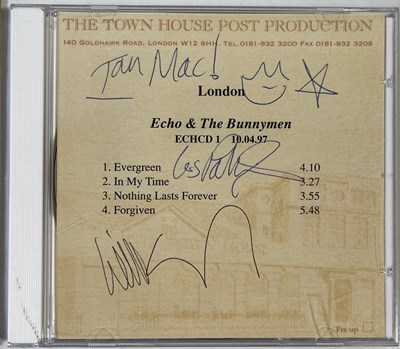 THE TOWN HOUSE POST PRODUCTION
140 GOLDHAWK ROAD, LONDON W12 8HH, TEL 0181-932 3200 FAX 0181-932 3209
Ian Mac!
London
Echo & The Bunnymen
ECHCD 1 10.04.97
1. Evergreen 4.10
2. In My Time 3.27
3. Nothing Lasts Forever 3.55
4. Forgiven 5.48
Fix up